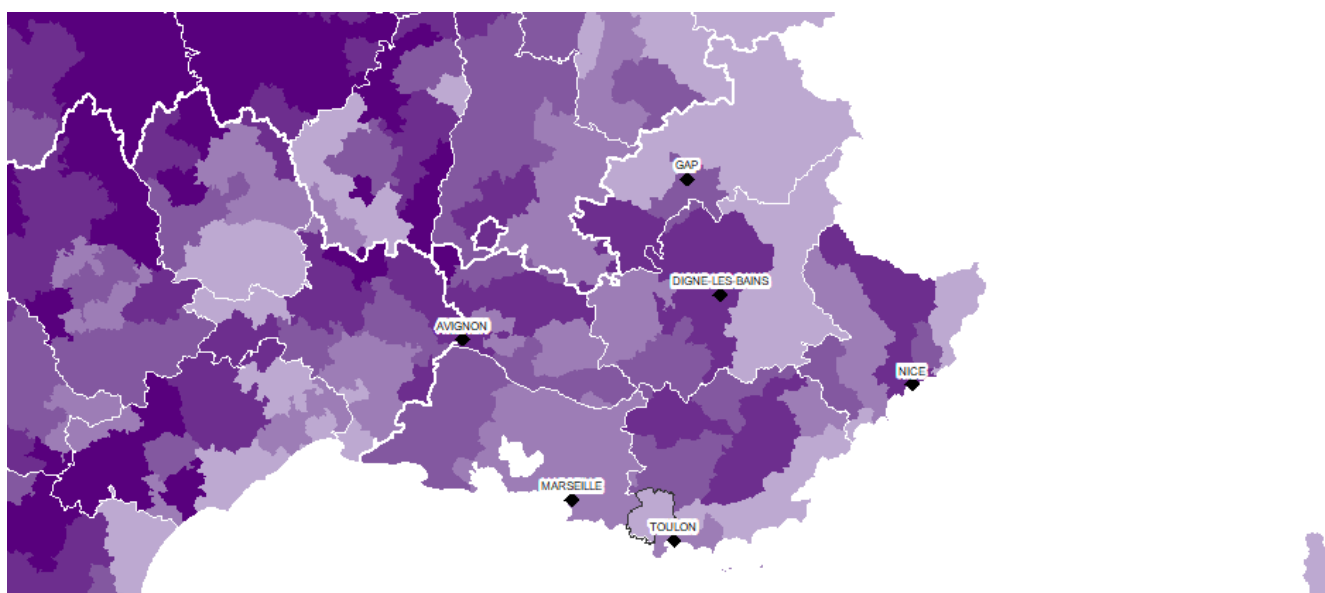 GAP
DIGNE-LES-BAINS
AVIGNON
NICE
MARSEILLE
TOULON